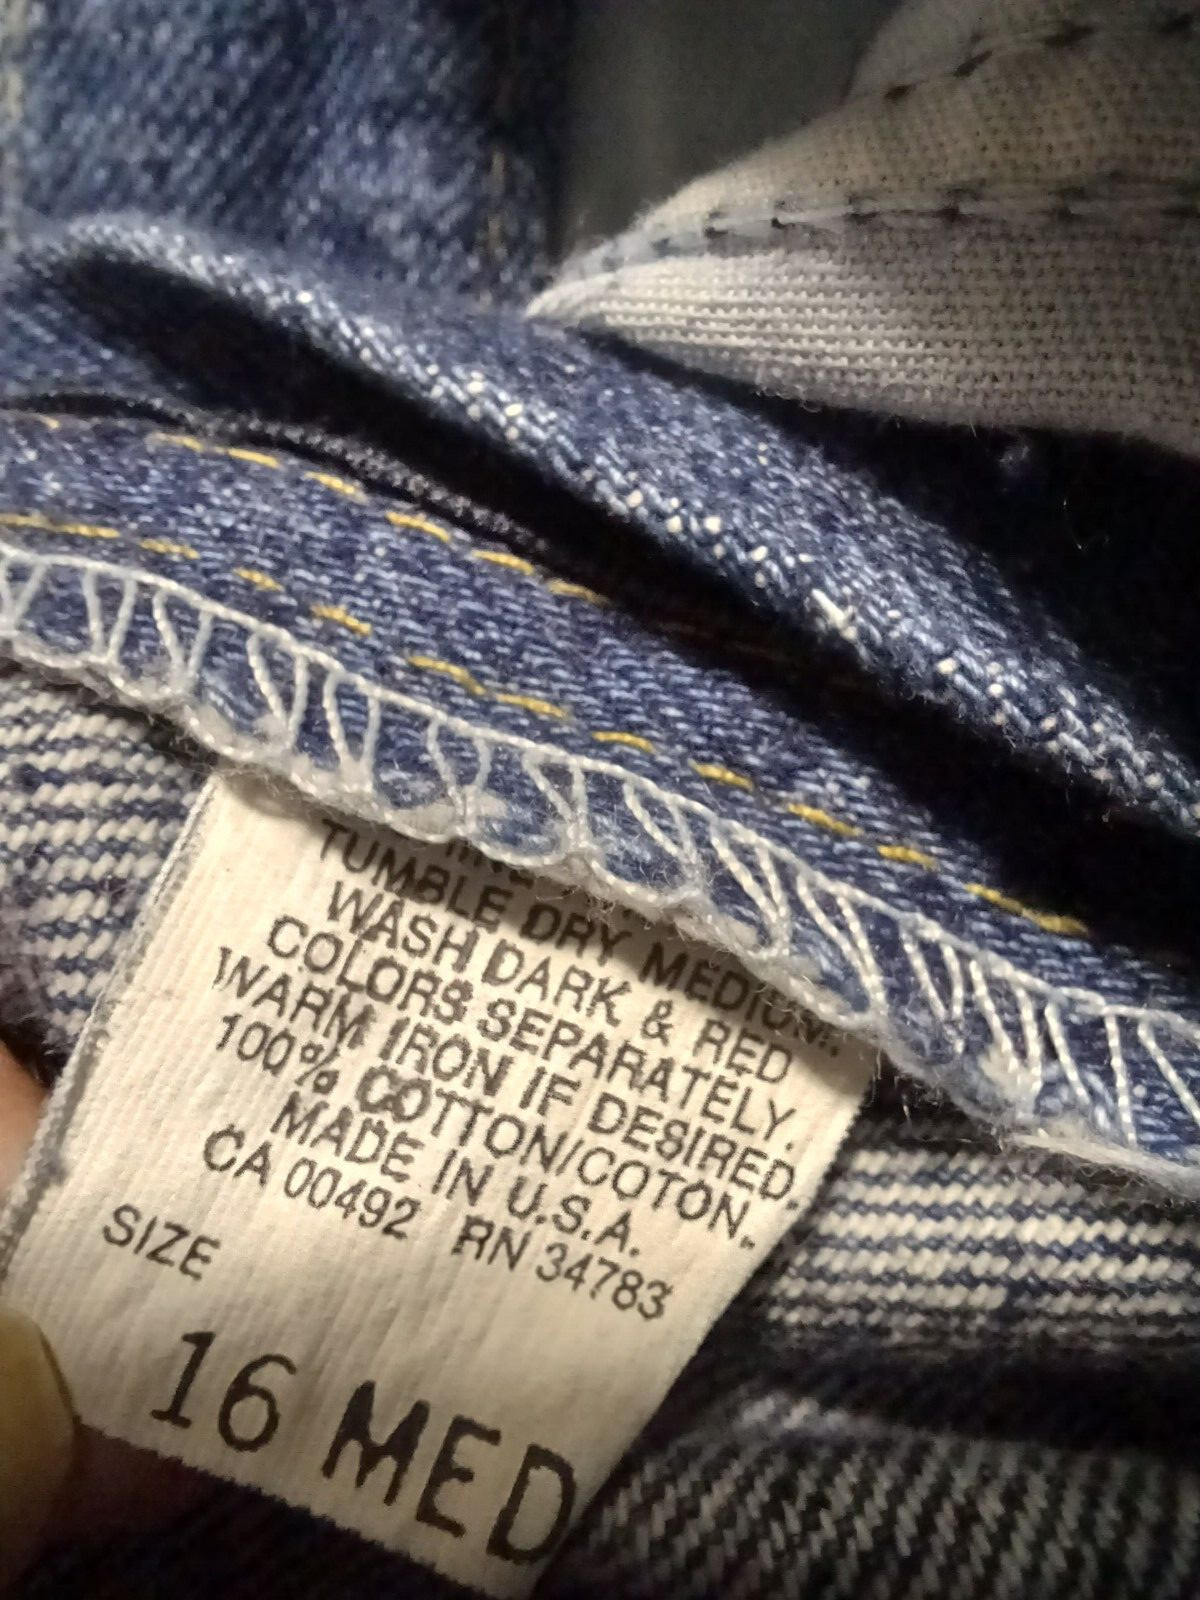 TUMBLE DRY MEDIUM.
WASH DARK & RED
COLORS SEPARATELY.
WARM IRON IF DESIRED.
100% COTTON/COTON.
MADE IN U.S.A.
CA 00492 RN 34783
SIZE
16 MED